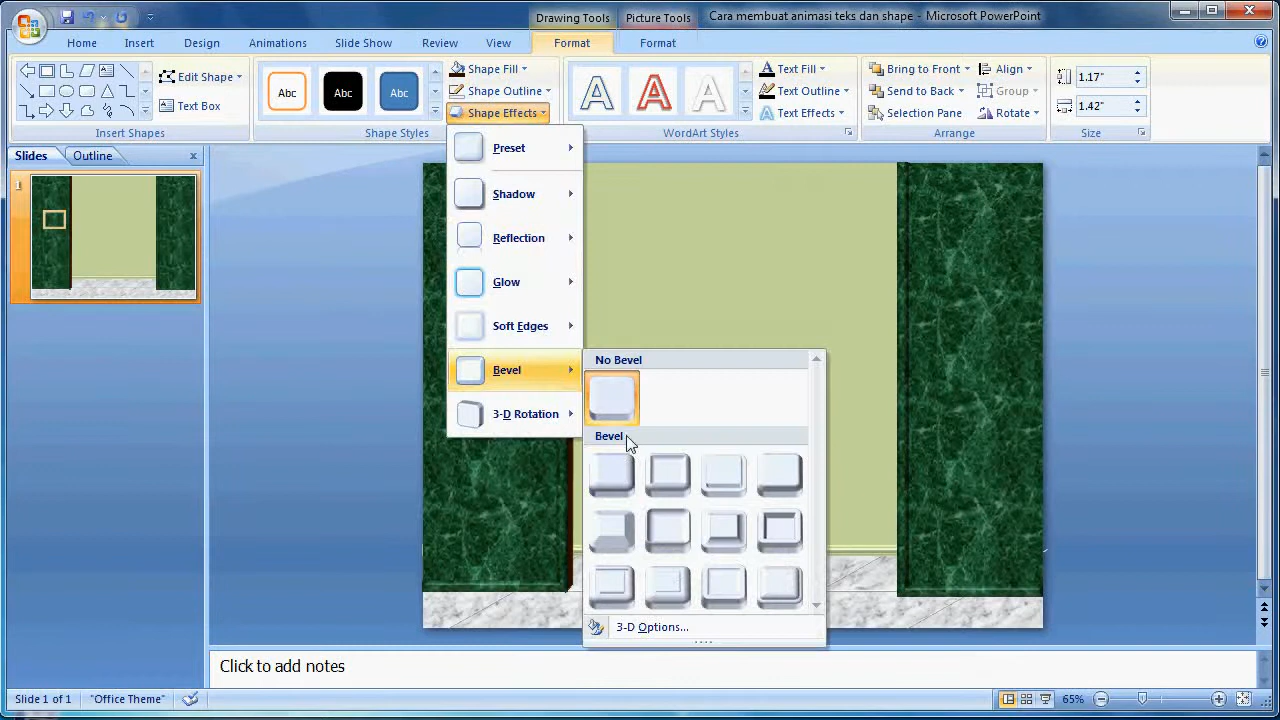 Drawing Tools
Picture Tools
Cara membuat animasi teks dan shape - Microsoft PowerPoint
Home
Insert
Design
Animations
Slide Show
Review
View
Format
Format
Edit Shape
Text Box
Insert Shapes
Abc
Abc
Abc
Shape Fill
Shape Outline
Shape Effects
Shape Styles
A
A
A
Text Fill
Text Outline
Text Effects
WordArt Styles
Bring to Front
Send to Back
Selection Pane
Align
Group
Rotate
Arrange
1.17"
1.42"
Size
Slides
Outline
x
1
Preset
Shadow
Reflection
Glow
Soft Edges
Bevel
3-D Rotation
No Bevel
Bevel
3-D Options...
Click to add notes
Slide 1 of 1
"Office Theme"
65%